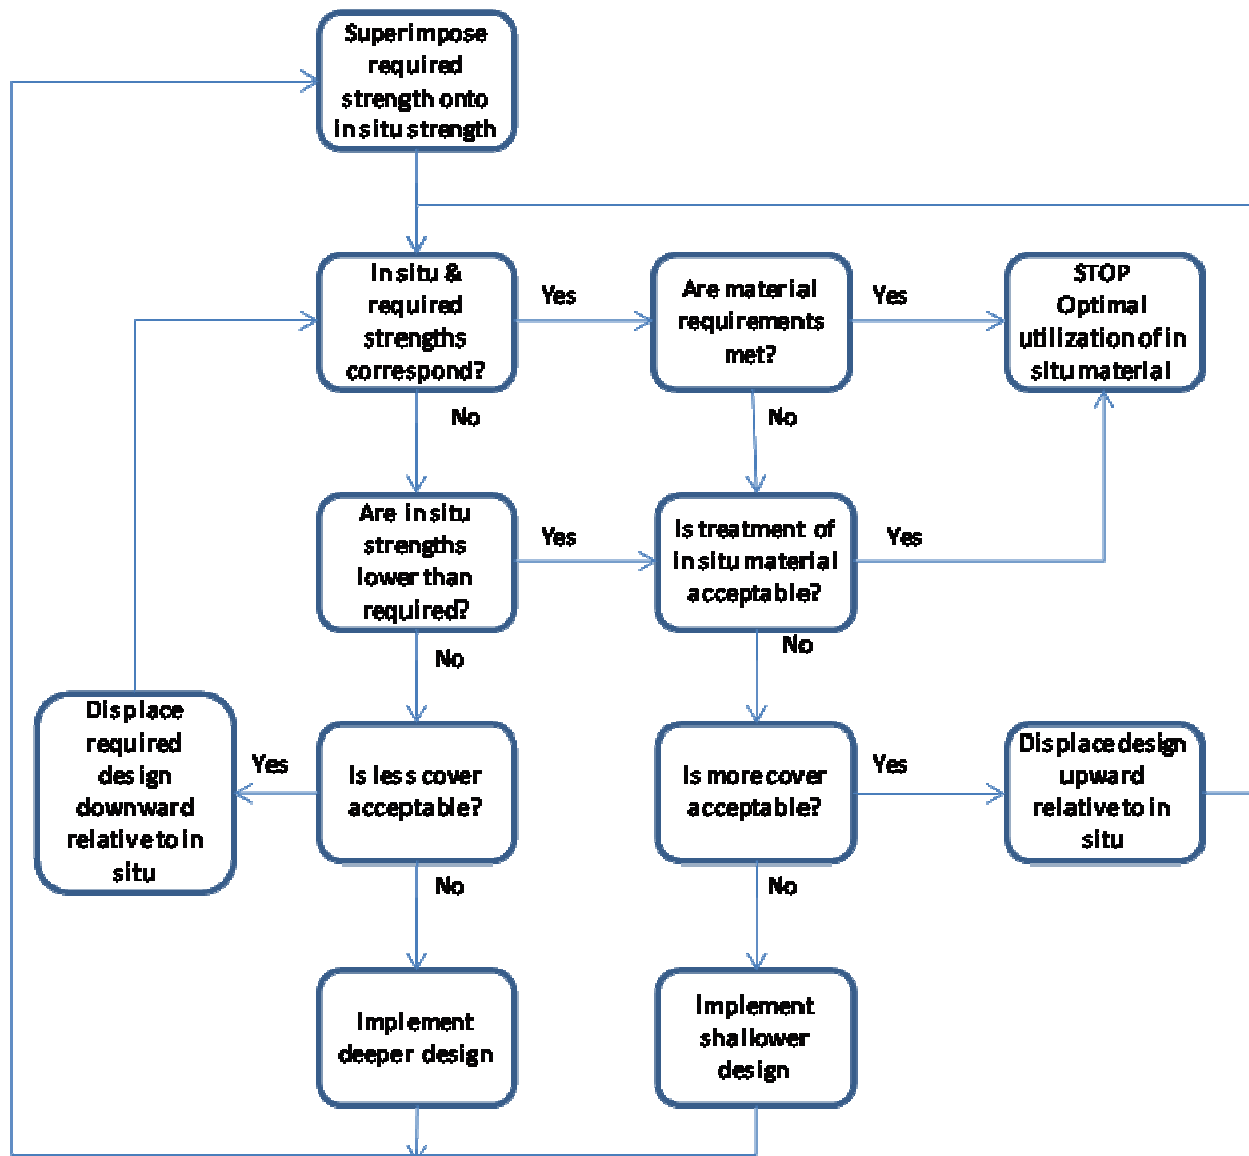 Superimpose
required
strength onto
in situ strength
In situ &
required
strengths
correspond?
Yes
Are material
requirements
met?
Yes
STOP
Optimal
utilization of in
situ material
No
No
Are in situ
strengths
lower than
required?
Yes
Is treatment of
in situ material
acceptable?
Yes
No
No
Displace
required
design
downward
relative to in
situ
Yes
Is less cover
acceptable?
Is more cover
acceptable?
Yes
Displace design
upward
relative to in
situ
No
No
Implement
deeper design
Implement
shallower
design